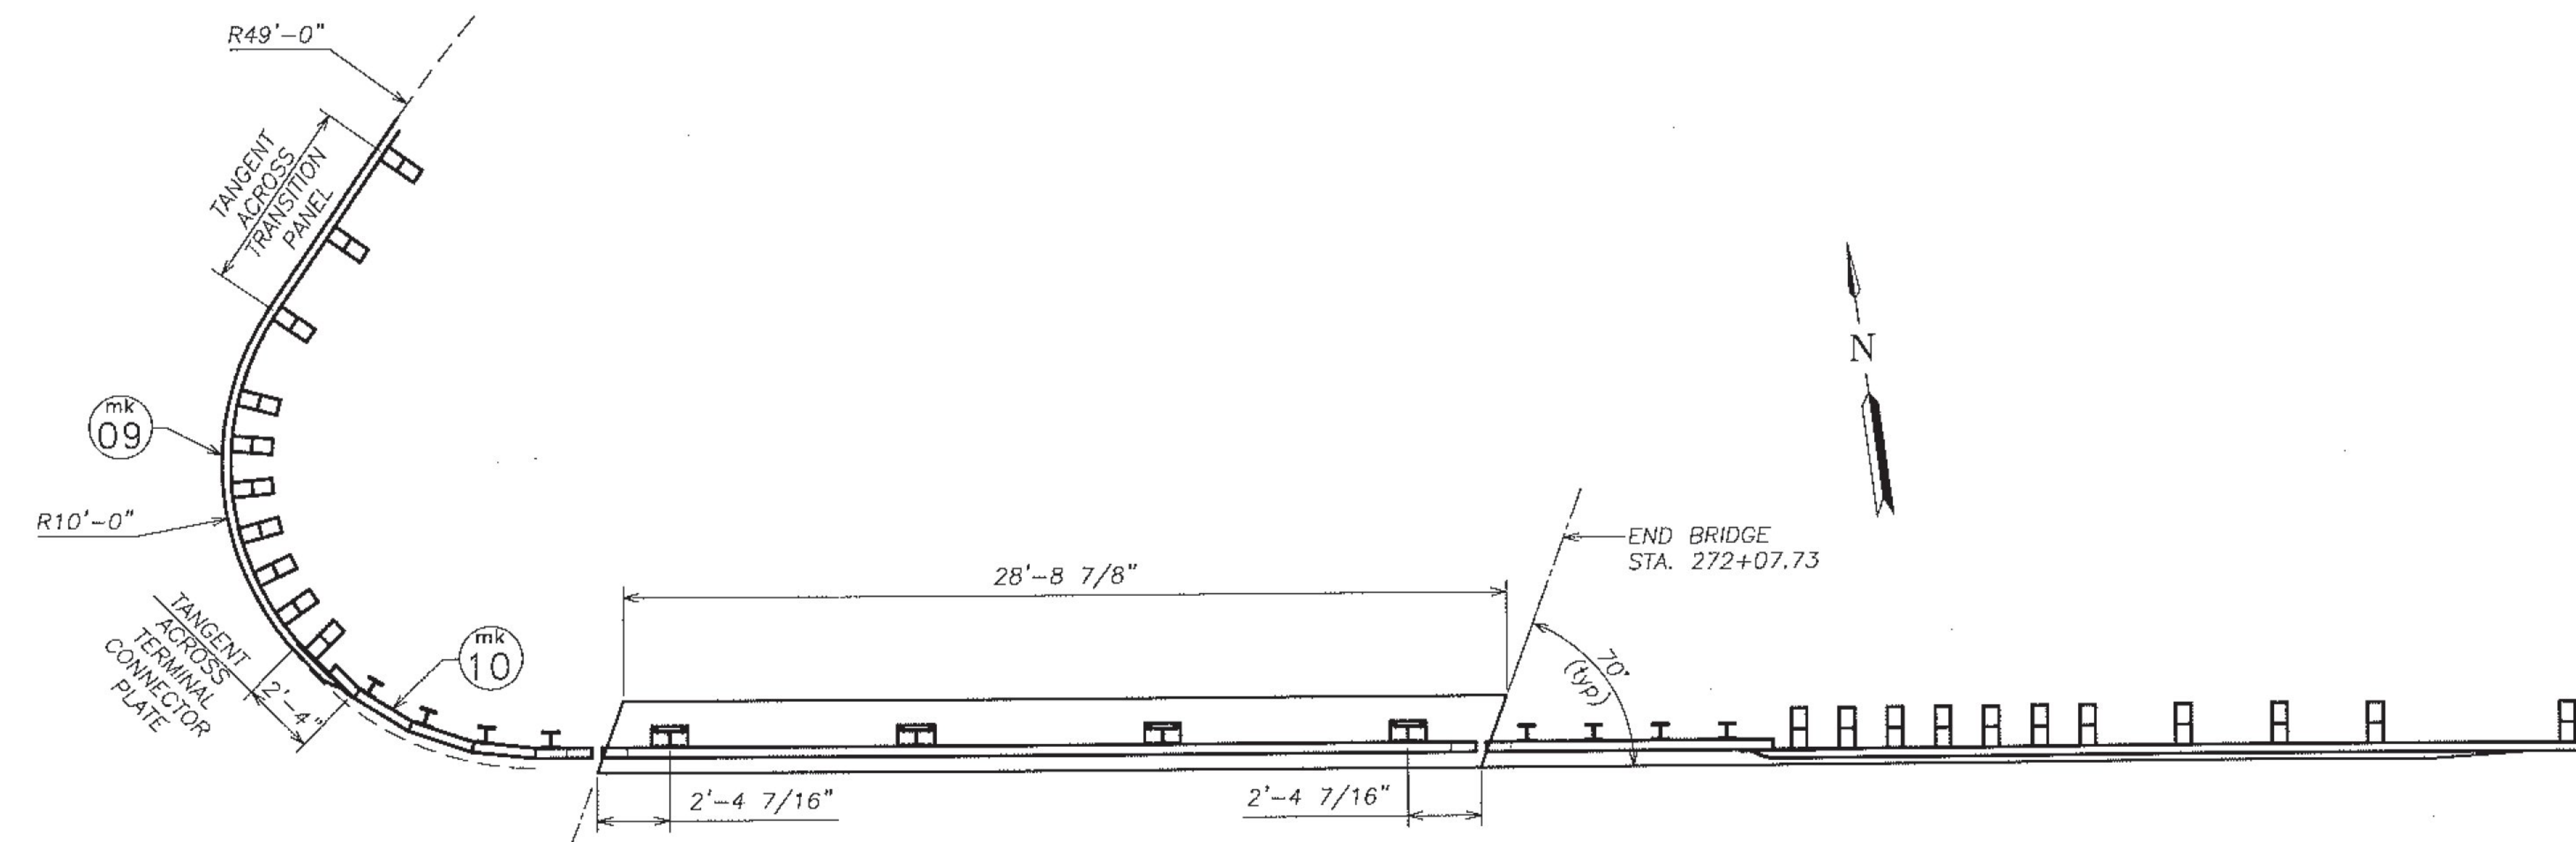 R49'-0"
TANGENT
ACROSS
TRANSITION
PANEL
mk
09
R10'-0"
TANGENT
ACROSS
TERMINAL
CONNECTOR
PLATE
2'-4"
mk
10
28'-8 7/8"
2'-4 7/16"
2'-4 7/16"
N
END BRIDGE
STA. 272+07.73
70°
(typ)